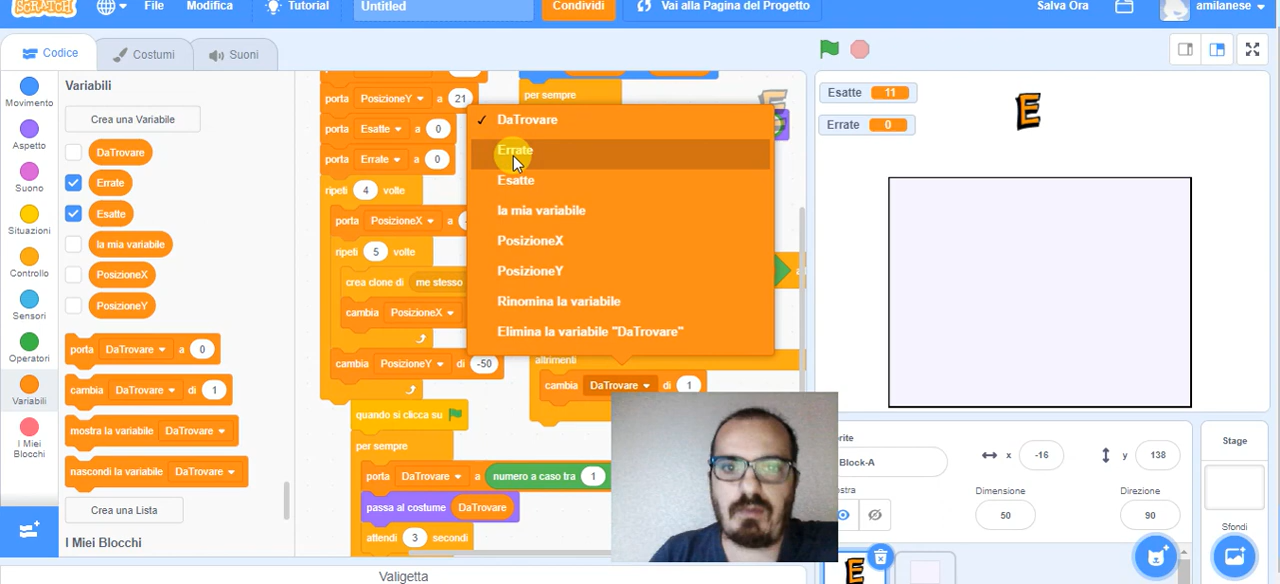 SCRATCH File Modifica Tutorial Untitled Condividi Vai alla Pagina del Progetto Salva Ora amilanese
Codice Costumi Suoni
Movimento
Aspetto
Suono
Situazioni
Controllo
Sensori
Operatori
Variabili
I Miei
Blocchi
Variabili
Crea una Variabile
DaTrovare
Errate
Esatte
la mia variabile
PosizioneX
PosizioneY
porta DaTrovare a 0
cambia DaTrovare di 1
mostra la variabile DaTrovare
nascondi la variabile DaTrovare
Crea una Lista
I Miei Blocchi
porta PosizioneY a 21
porta Esatte a 0
porta Errate a 0
ripeti 4 volte
porta PosizioneX a
ripeti 5 volte
crea clone di me stesso
cambia PosizioneX
cambia PosizioneY di -50
quando si clicca su
per sempre
porta DaTrovare a numero a caso tra 1
passa al costume DaTrovare
attendi 3 secondi
per sempre
DaTrovare
Errate
Esatte
la mia variabile
PosizioneX
PosizioneY
Rinomina la variabile
Elimina la variabile "DaTrovare"
altrimenti
cambia DaTrovare di 1
Esatte 11
Errate 0
E
Block-A
x -16
y 138
Dimensione
50
Direzione
90
Stage
Sfondi
E
Valigetta